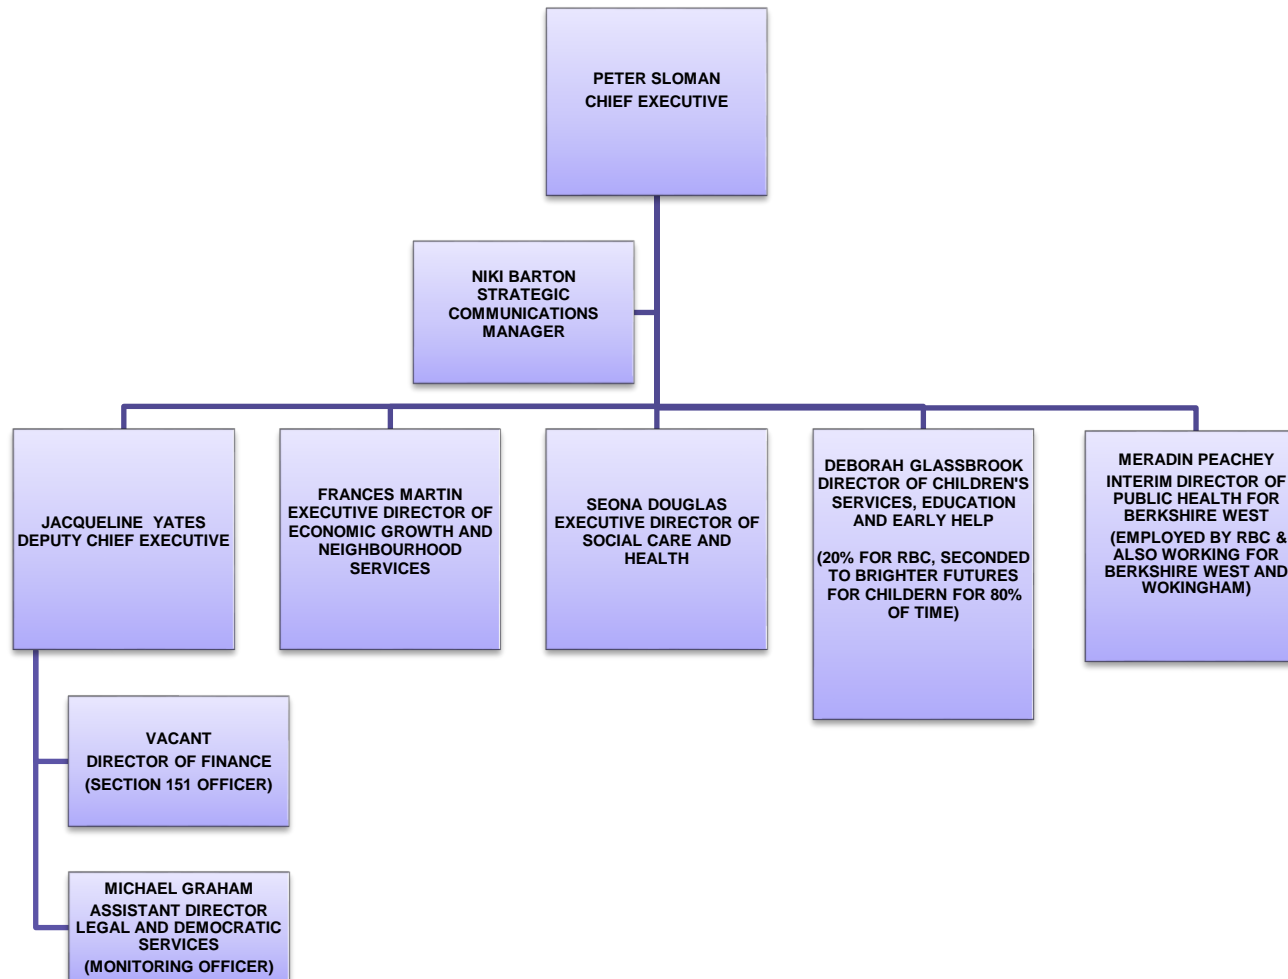 PETER SLOMAN
CHIEF EXECUTIVE
NIKI BARTON
STRATEGIC
COMMUNICATIONS
MANAGER
JACQUELINE YATES
DEPUTY CHIEF EXECUTIVE
FRANCES MARTIN
EXECUTIVE DIRECTOR OF
ECONOMIC GROWTH AND
NEIGHBOURHOOD
SERVICES
SEONA DOUGLAS
EXECUTIVE DIRECTOR OF
SOCIAL CARE AND
HEALTH
DEBORAH GLASSBROOK
DIRECTOR OF CHILDREN'S
SERVICES, EDUCATION
AND EARLY HELP
(20% FOR RBC, SECONDED
TO BRIGHTER FUTURES
FOR CHILDERN FOR 80%
OF TIME)
MERADIN PEACHEY
INTERIM DIRECTOR OF
PUBLIC HEALTH FOR
BERKSHIRE WEST
(EMPLOYED BY RBC &
ALSO WORKING FOR
BERKSHIRE WEST AND
WOKINGHAM)
VACANT
DIRECTOR OF FINANCE
(SECTION 151 OFFICER)
MICHAEL GRAHAM
ASSISTANT DIRECTOR
LEGAL AND DEMOCRATIC
SERVICES
(MONITORING OFFICER)